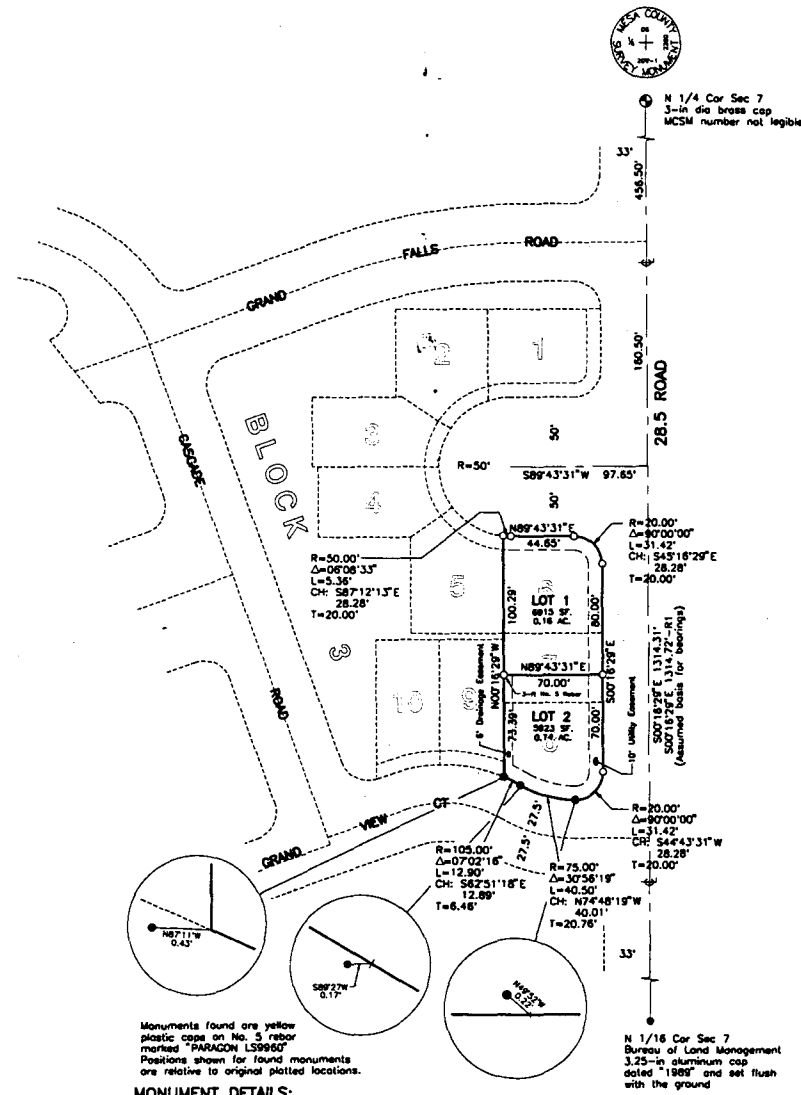 MESA COUNTY
SURVEY MONUMENT
N 1/4 Cor Sec 7
3-in dia brass cap
MCSM number not legible
33'
456.50'
GRAND FALLS ROAD
180.50'
28.5 ROAD
2
1
BLOCK 3
CASCADE ROAD
3
4
50'
R=50'
S89°43'31"W 97.65'
50'
N89°43'31"E
44.65'
R=20.00'
Δ=90°00'00"
L=31.42'
CH: S45°16'29"E
28.28'
T=20.00'
R=50.00'
Δ=06°08'33"
L=5.36'
CH: S87°12'13"E
28.28'
T=20.00'
5
100.29'
LOT 1
6915 SF.
0.16 AC.
80.00'
N00°16'29"W
S00°16'29"E
N89°43'31"E
70.00'
S00°16'29"E 1314.31'
S00°16'29"E 1314.72'-R1
(Assumed basis for bearings)
10
6' Drainage Easement
73.39'
LOT 2
5823 SF.
70.00'
10' Utility Easement
GRAND VIEW CT
27.5'
27.5'
R=20.00'
Δ=90°00'00"
L=31.42'
CH: S44°43'31"W
28.28'
T=20.00'
R=105.00'
Δ=07°02'16"
L=12.90'
CH: S62°51'18"E
12.89'
T=6.46'
R=75.00'
Δ=30°56'19"
L=40.50'
CH: N74°48'19"W
40.01'
T=20.76'
N87°11'W
0.43'
S89°27'W
0.17'
N49°52'W
0.22'
33'
Monuments found are yellow
plastic caps on No. 5 rebar
marked "PARAGON LS9960"
Positions shown for found monuments
are relative to original platted locations.
MONUMENT DETAILS:
N 1/16 Cor Sec 7
Bureau of Land Management
3.25-in aluminum cap
dated "1989" and set flush
with the ground